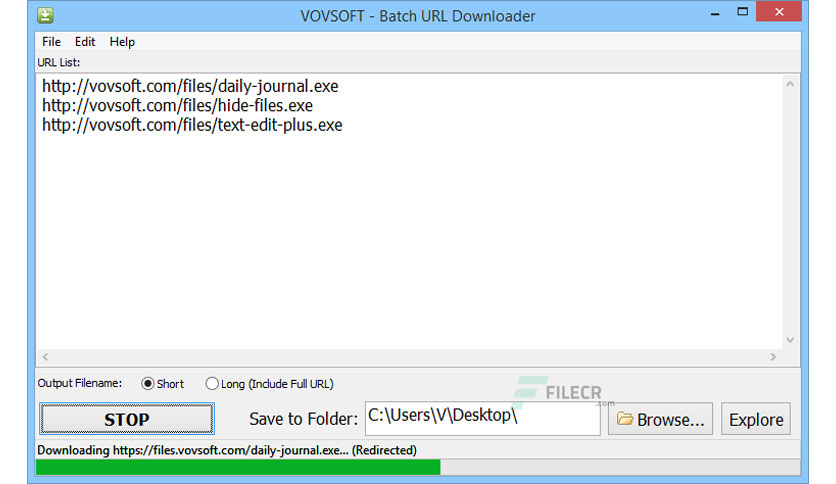 VOVSOFT - Batch URL Downloader
File Edit Help
URL List:
http://vovsoft.com/files/daily-journal.exe
http://vovsoft.com/files/hide-files.exe
http://vovsoft.com/files/text-edit-plus.exe
Output Filename: Short Long (Include Full URL)
FILECR
.com
STOP Save to Folder: C:\Users\V\Desktop\ Browse... Explore
Downloading https://files.vovsoft.com/daily-journal.exe... (Redirected)